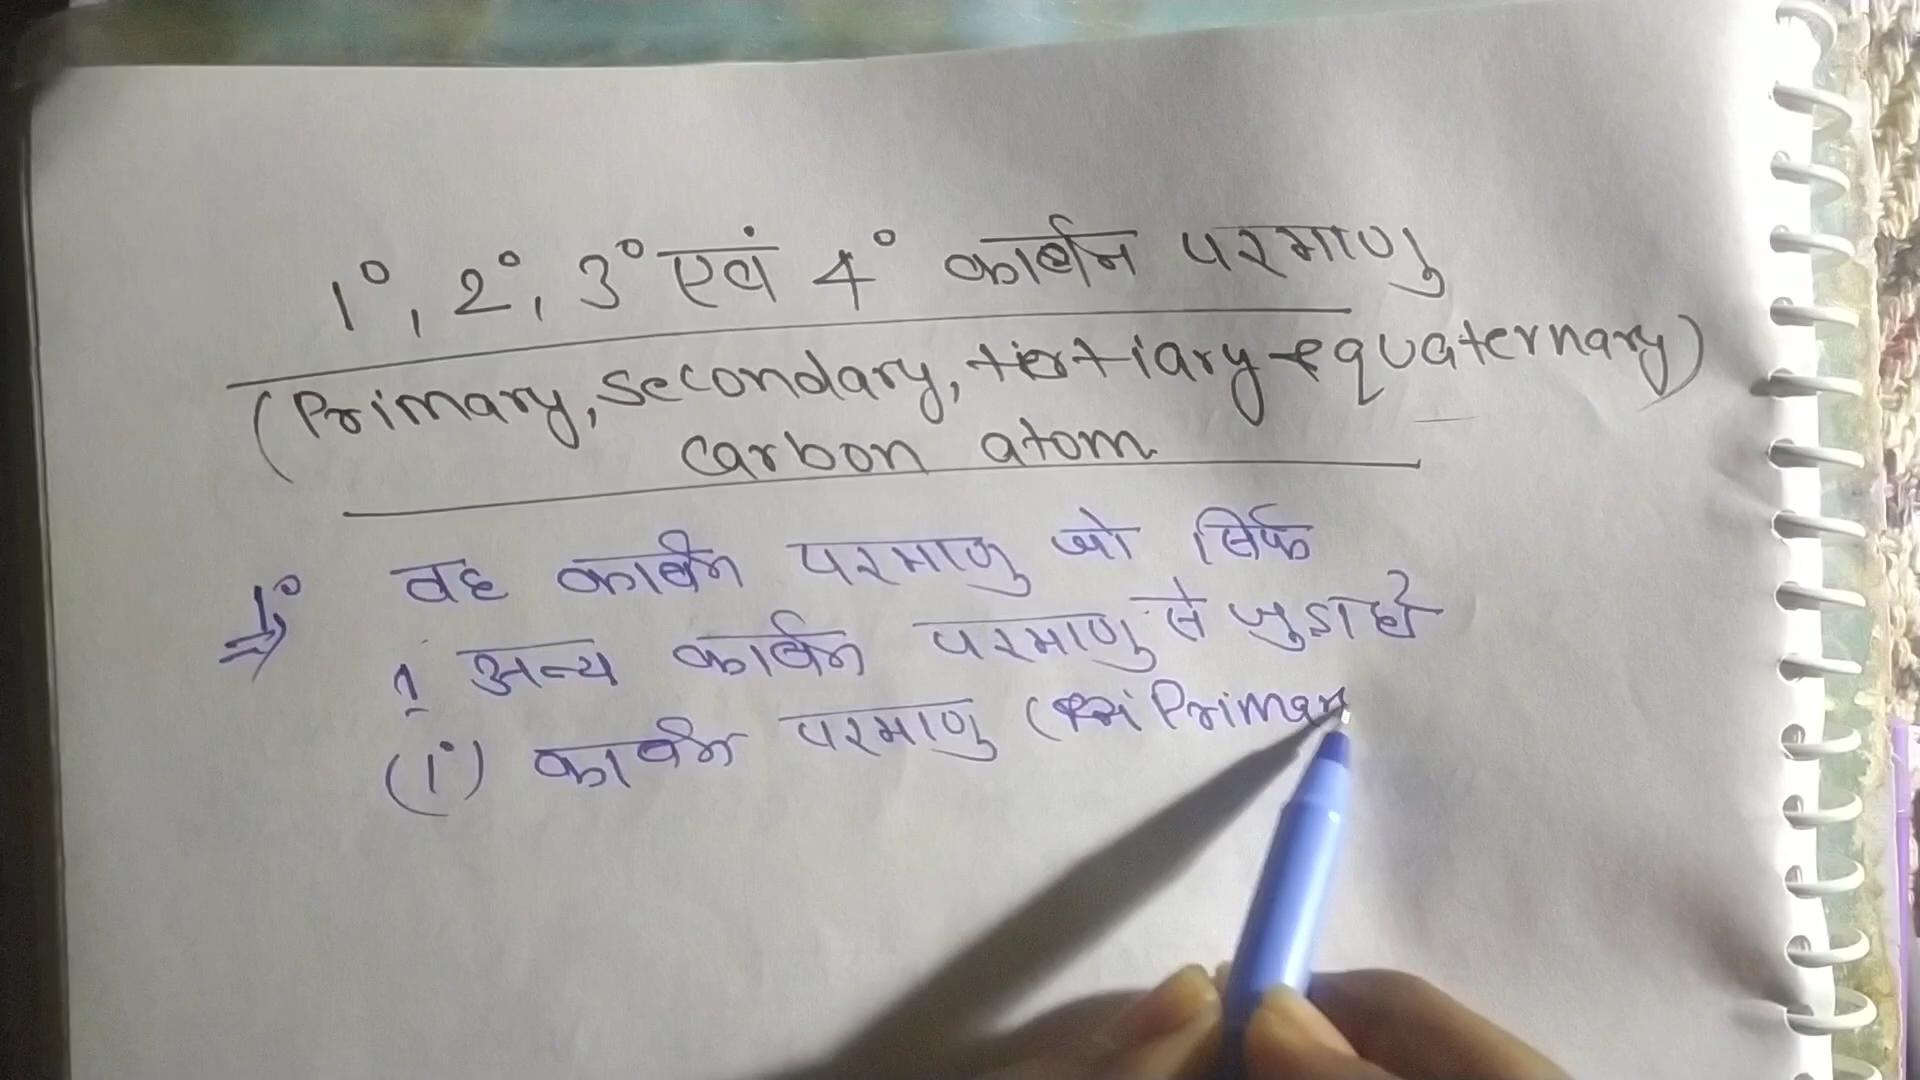 1°, 2°, 3° एवं 4° कार्बन परमाणु
(Primary, secondary, tertiary & quaternary)
carbon atom
1° ⇒ वह कार्बन परमाणु जो सिर्फ
1 अन्य कार्बन परमाणु से जुडा हो
(1°) कार्बन परमाणु ( Primar